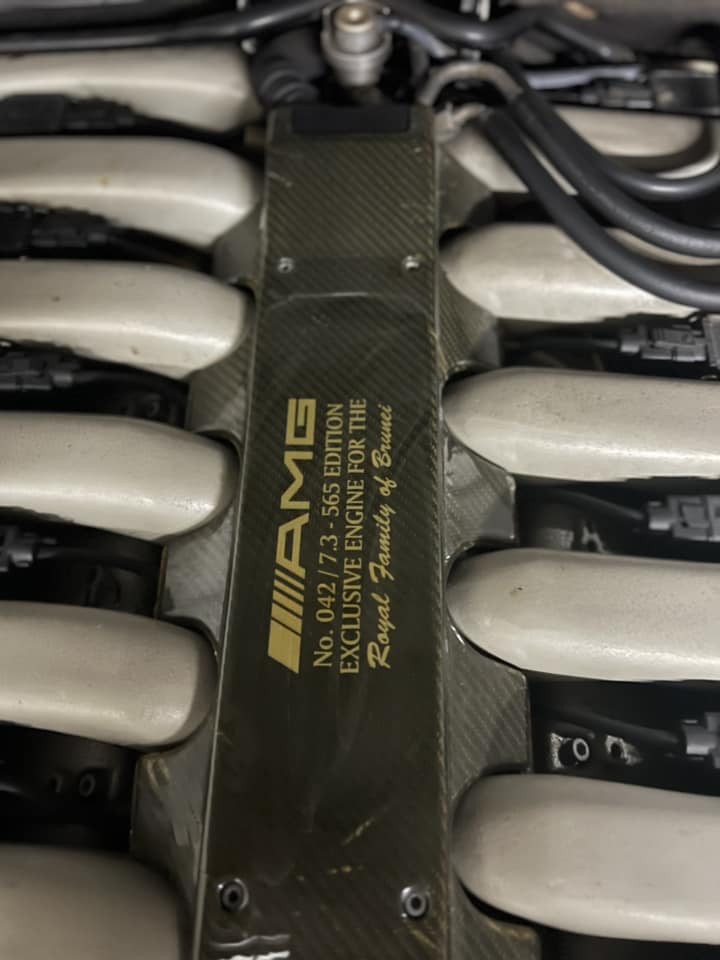 AMG
No. 042 / 7.3 - 565 EDITION
EXCLUSIVE ENGINE FOR THE
Royal Family of Brunei